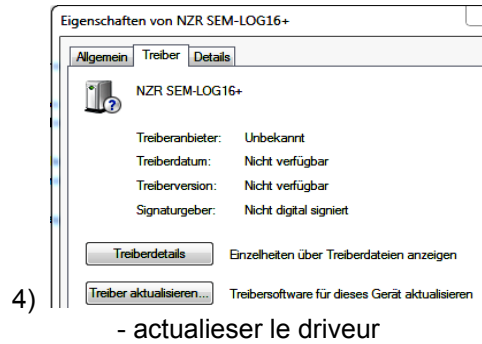 Eigenschaften von NZR SEM-LOG16+
Allgemein Treiber Details
NZR SEM-LOG16+
Treiberanbieter: Unbekannt
Treiberdatum: Nicht verfügbar
Treiberversion: Nicht verfügbar
Signaturgeber: Nicht digital signiert
Treiberdetails Einzelheiten über Treiberdateien anzeigen
4) Treiber aktualisieren... Treibersoftware für dieses Gerät aktualisieren
- actualieser le driveur